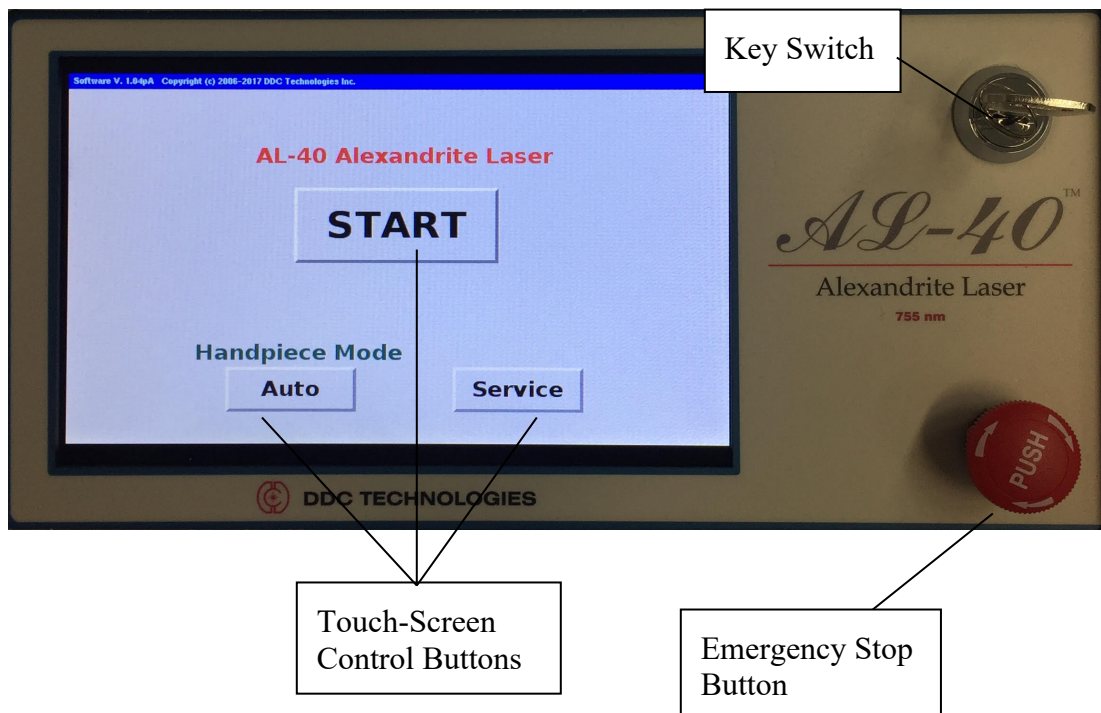 Key Switch
Software V. 1.04pA Copyright (c) 2006-2017 DDC Technologies Inc.
AL-40 Alexandrite Laser
START
AL-40™
Alexandrite Laser
755 nm
Handpiece Mode
Auto
Service
PUSH
DDC TECHNOLOGIES
Touch-Screen
Control Buttons
Emergency Stop
Button